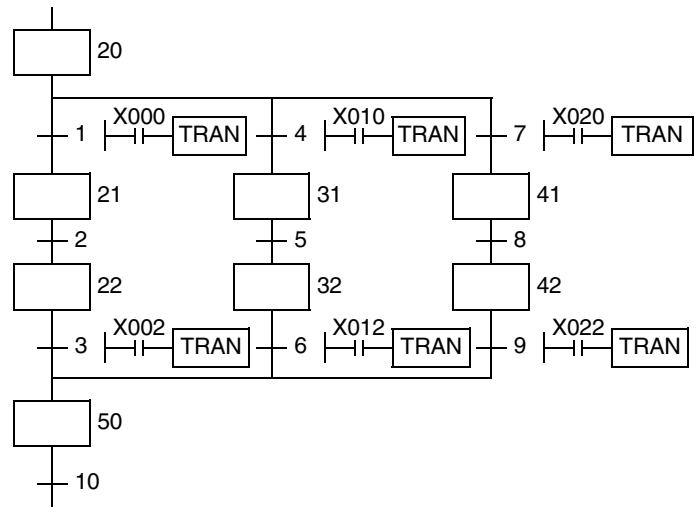 20
X000 X010 X020
1 TRAN 4 TRAN 7 TRAN
21 31 41
2 5 8
22 32 42
X002 X012 X022
3 TRAN 6 TRAN 9 TRAN
50
10